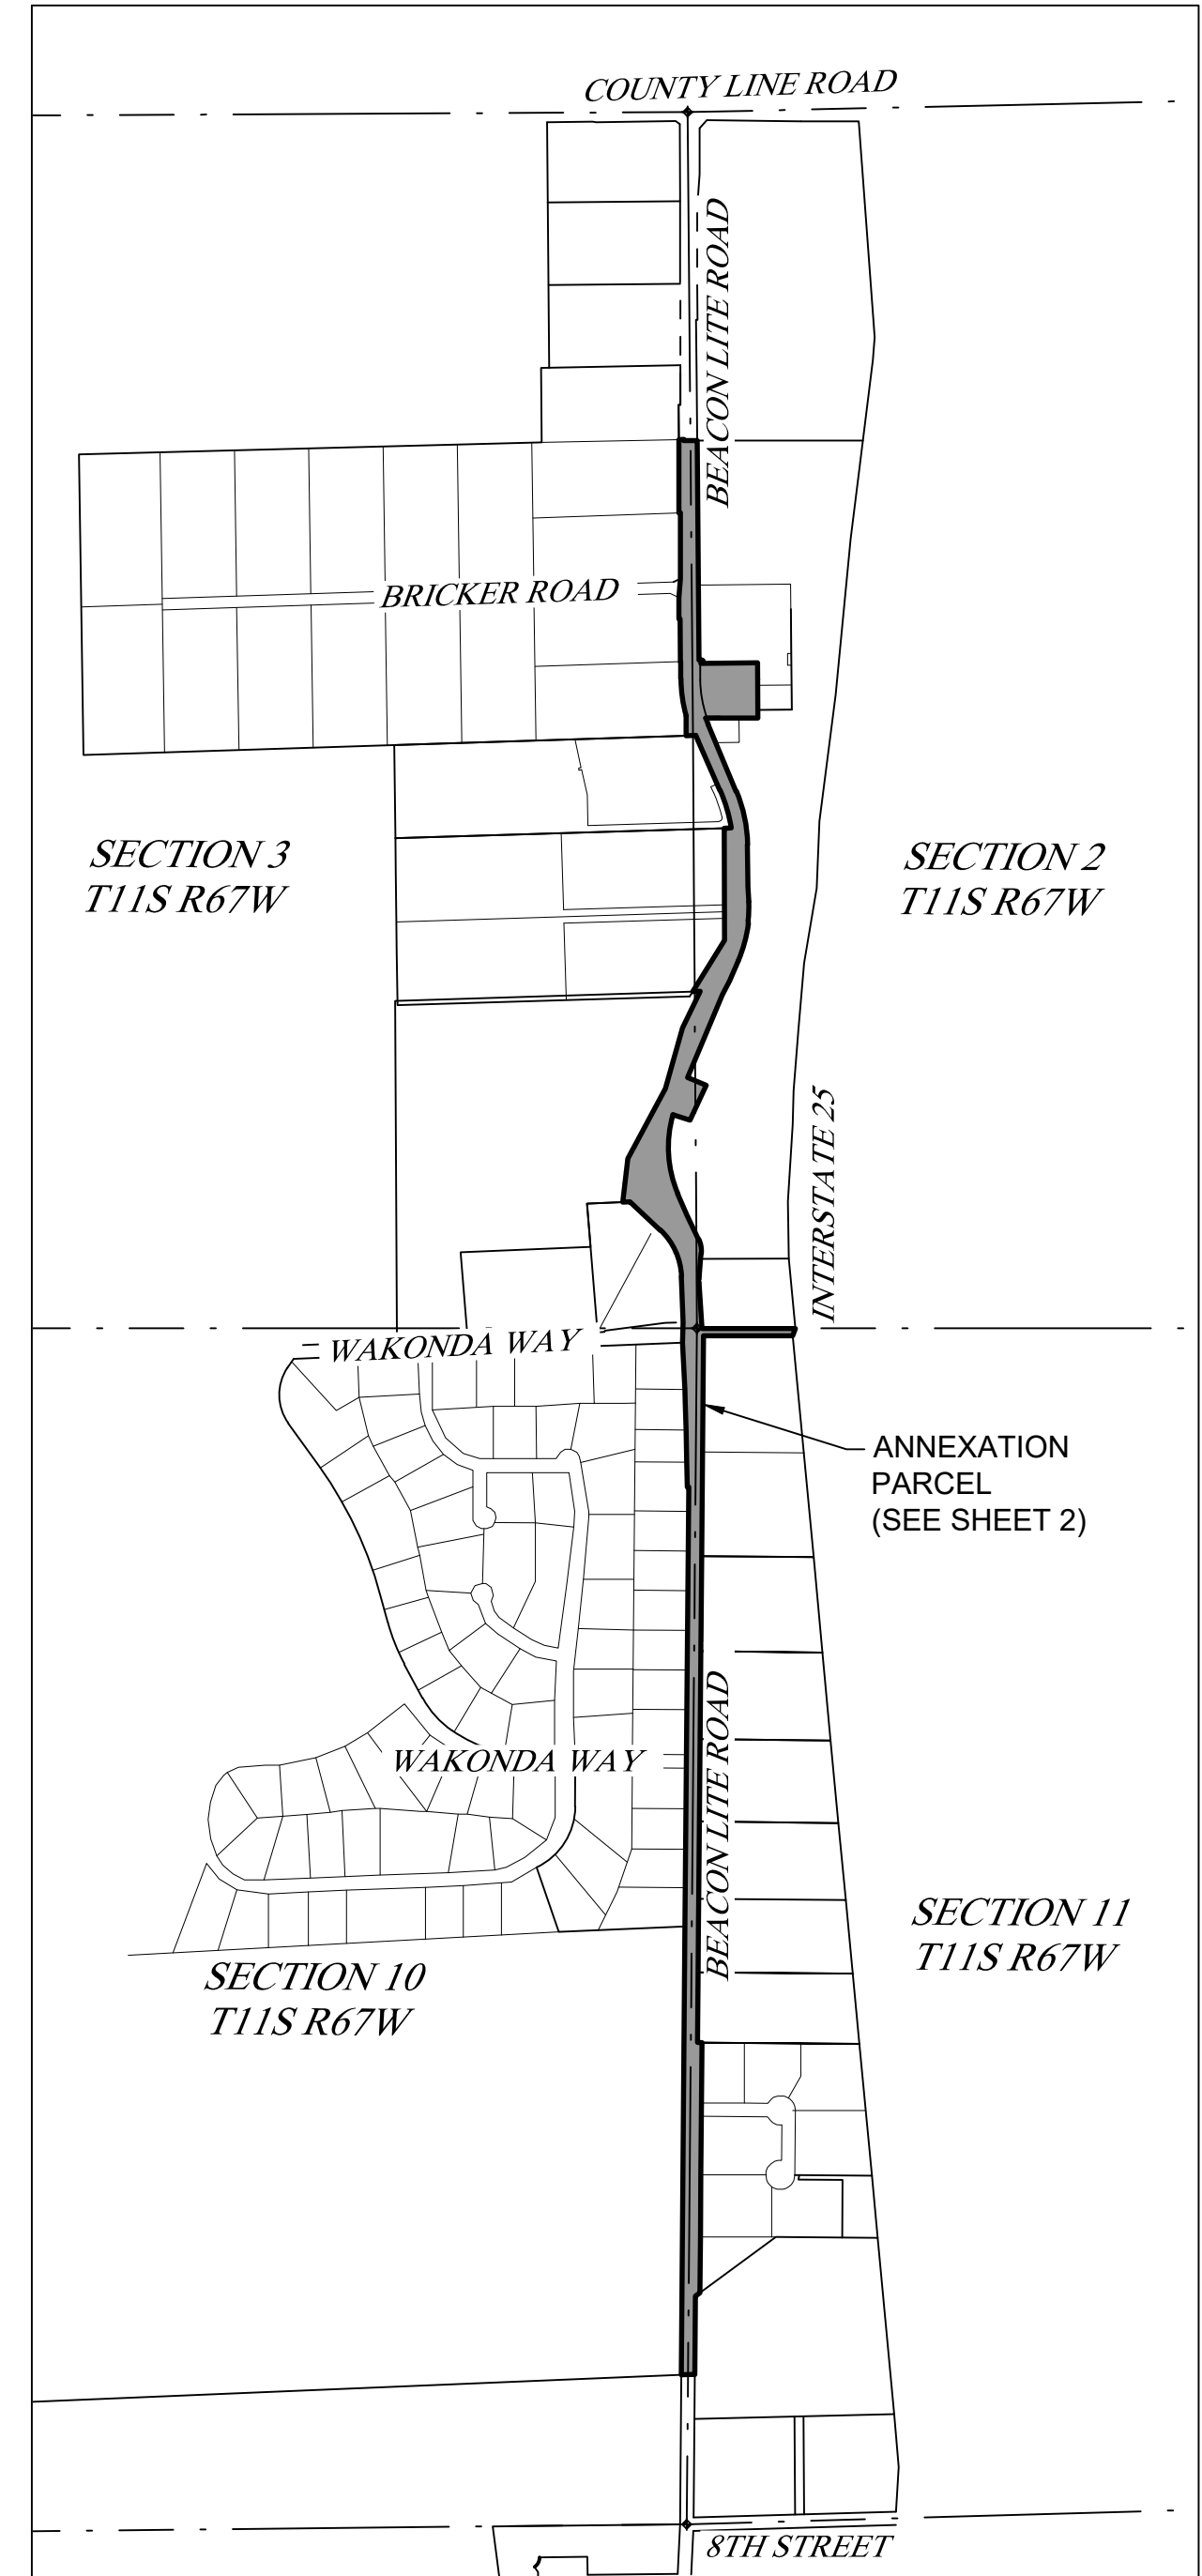 COUNTY LINE ROAD
BEACON LITE ROAD
BRICKER ROAD
SECTION 3
T11S R67W
SECTION 2
T11S R67W
INTERSTATE 25
WAKONDA WAY
ANNEXATION
PARCEL
(SEE SHEET 2)
BEACON LITE ROAD
WAKONDA WAY
SECTION 11
T11S R67W
SECTION 10
T11S R67W
8TH STREET